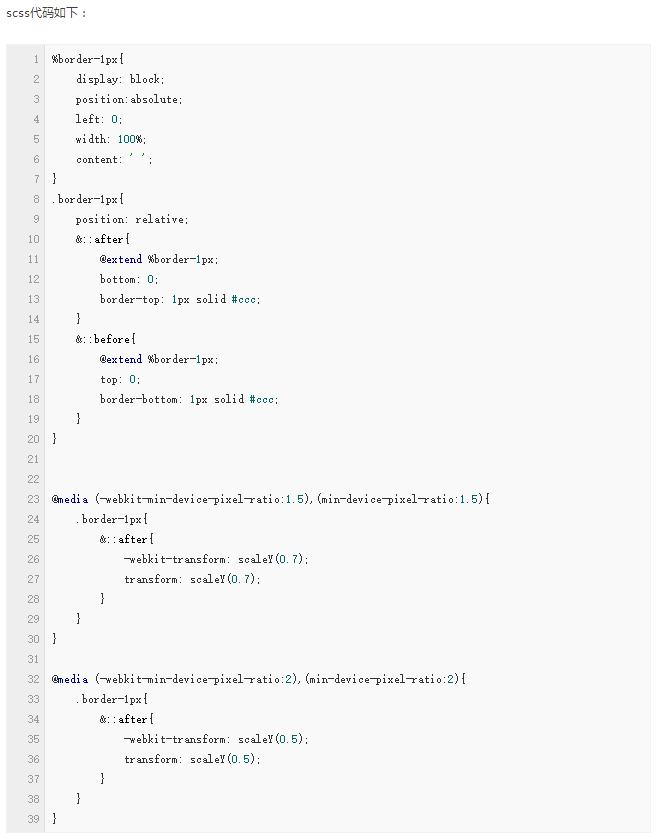 scss代码如下：
1 %border-1px{
2     display: block;
3     position:absolute;
4     left: 0;
5     width: 100%;
6     content: ' ';
7 }
8 .border-1px{
9     position: relative;
10     &::after{
11         @extend %border-1px;
12         bottom: 0;
13         border-top: 1px solid #ccc;
14     }
15     &::before{
16         @extend %border-1px;
17         top: 0;
18         border-bottom: 1px solid #ccc;
19     }
20 }
21
22
23 @media (-webkit-min-device-pixel-ratio:1.5),(min-device-pixel-ratio:1.5){
24     .border-1px{
25         &::after{
26             -webkit-transform: scaleY(0.7);
27             transform: scaleY(0.7);
28         }
29     }
30 }
31
32 @media (-webkit-min-device-pixel-ratio:2),(min-device-pixel-ratio:2){
33     .border-1px{
34         &::after{
35             -webkit-transform: scaleY(0.5);
36             transform: scaleY(0.5);
37         }
38     }
39 }